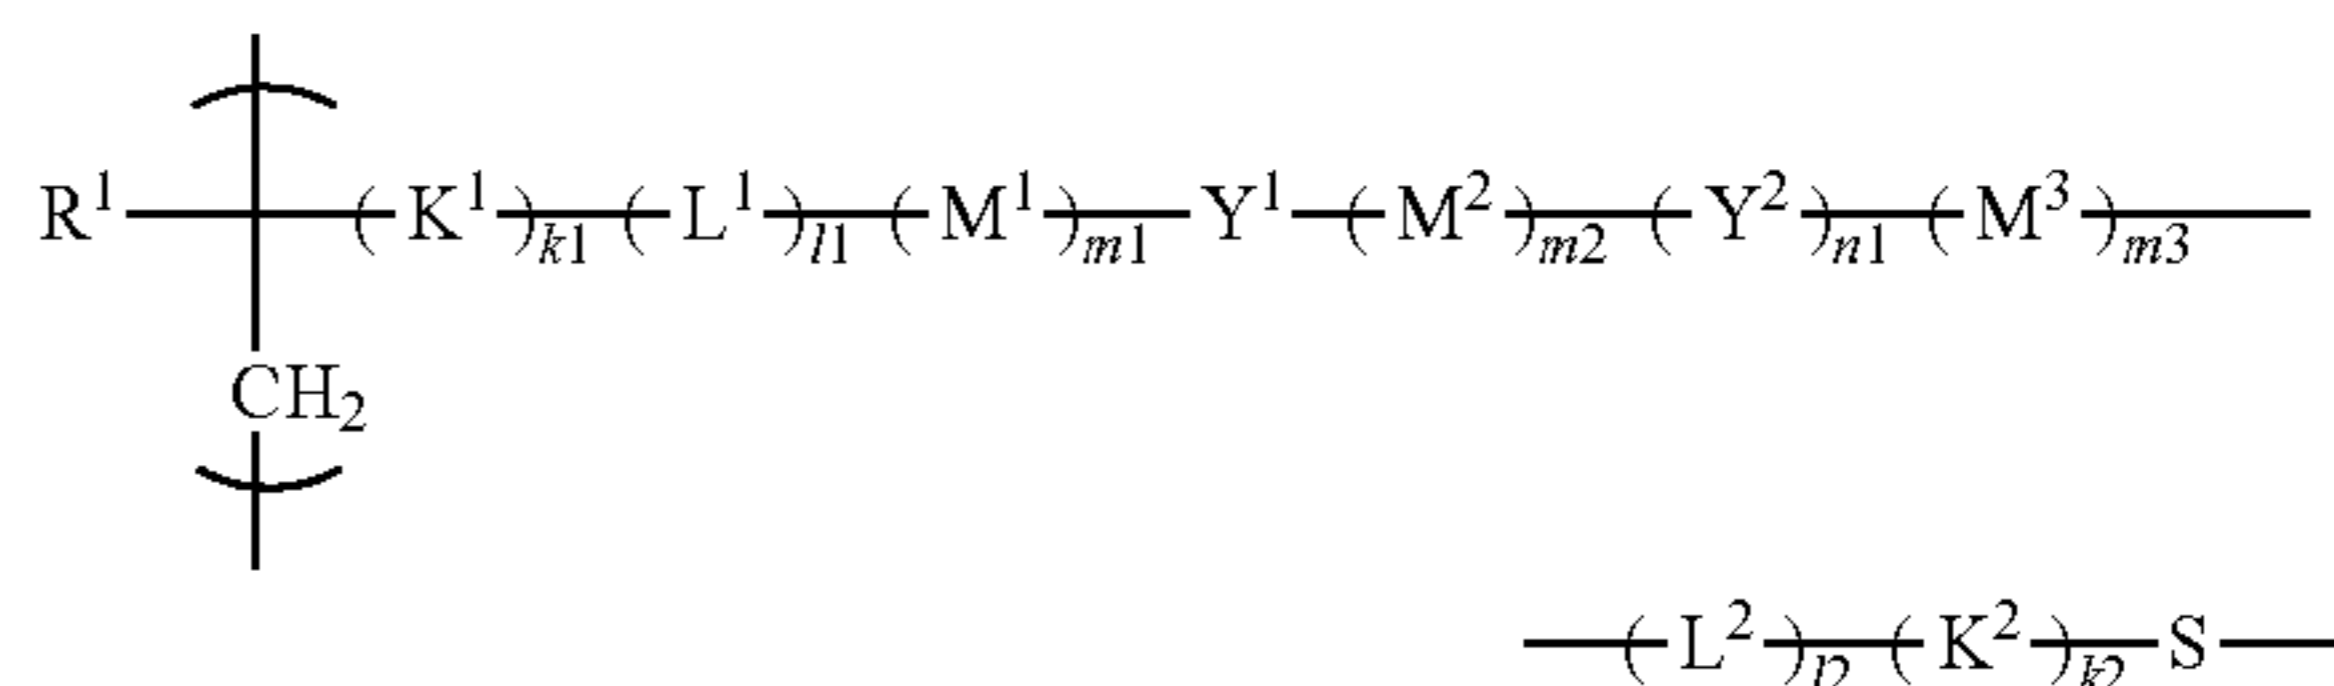 R¹—(K¹)k1—(L¹)l1—(M¹)m1—Y¹—(M²)m2—(Y²)n1—(M³)m3—
CH₂
—(L²)l2—(K²)k2—S—